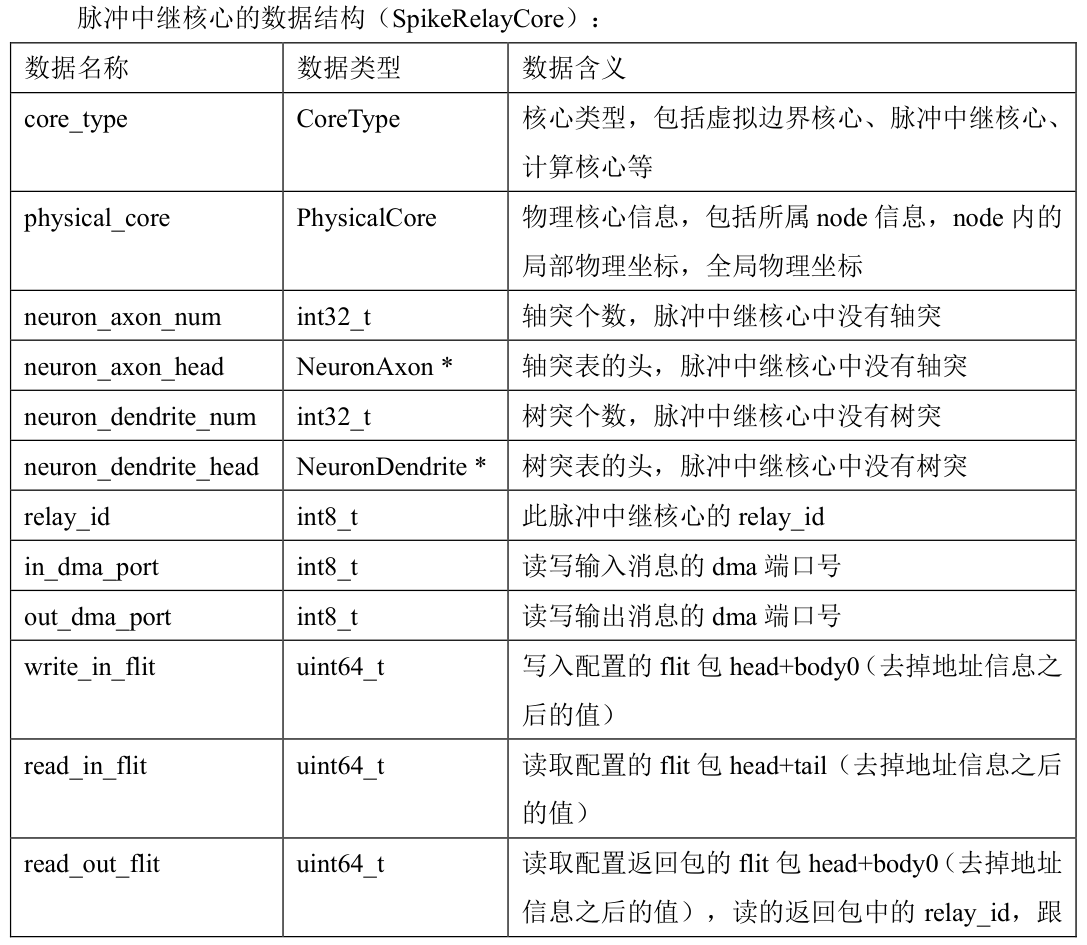 脉冲中继核心的数据结构（SpikeRelayCore）：
数据名称 数据类型 数据含义
core_type CoreType 核心类型，包括虚拟边界核心、脉冲中继核心、
计算核心等
physical_core PhysicalCore 物理核心信息，包括所属 node 信息，node 内的
局部物理坐标，全局物理坐标
neuron_axon_num int32_t 轴突个数，脉冲中继核心中没有轴突
neuron_axon_head NeuronAxon * 轴突表的头，脉冲中继核心中没有轴突
neuron_dendrite_num int32_t 树突个数，脉冲中继核心中没有树突
neuron_dendrite_head NeuronDendrite * 树突表的头，脉冲中继核心中没有树突
relay_id int8_t 此脉冲中继核心的 relay_id
in_dma_port int8_t 读写输入消息的 dma 端口号
out_dma_port int8_t 读写输出消息的 dma 端口号
write_in_flit uint64_t 写入配置的 flit 包 head+body0（去掉地址信息之
后的值）
read_in_flit uint64_t 读取配置的 flit 包 head+tail（去掉地址信息之后
的值）
read_out_flit uint64_t 读取配置返回包的 flit 包 head+body0（去掉地址
信息之后的值），读的返回包中的 relay_id，跟